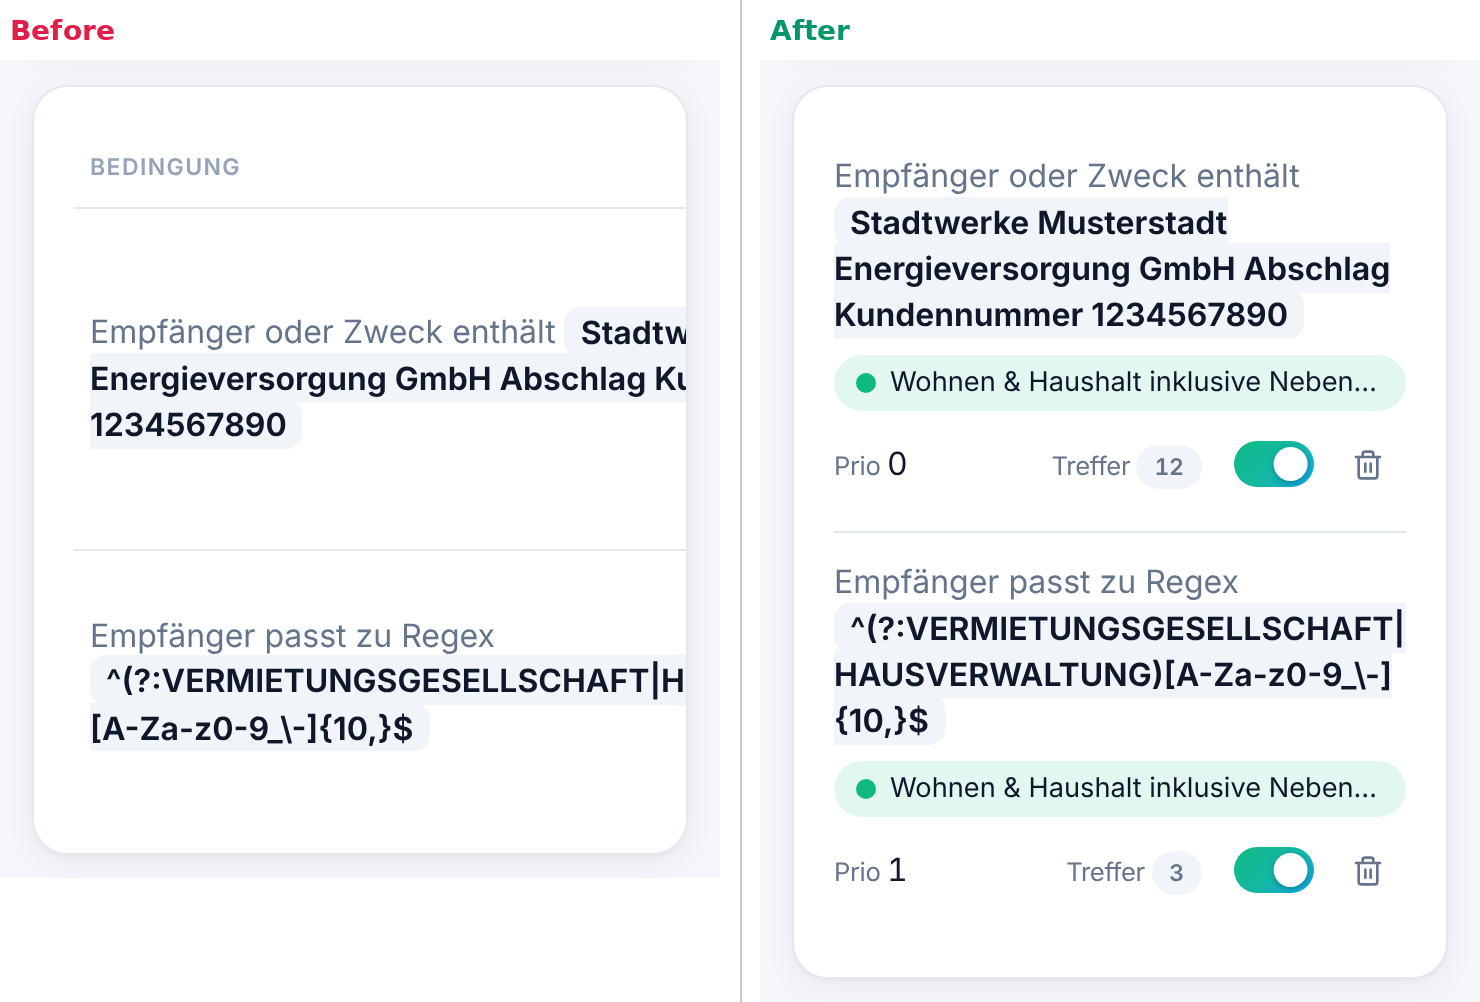 Before
BEDINGUNG
Empfänger oder Zweck enthält Stadtw
Energieversorgung GmbH Abschlag Ku
1234567890
Empfänger passt zu Regex
^(?:VERMIETUNGSGESELLSCHAFT|H
[A-Za-z0-9_\-]{10,}$
After
Empfänger oder Zweck enthält
Stadtwerke Musterstadt
Energieversorgung GmbH Abschlag
Kundennummer 1234567890
Wohnen & Haushalt inklusive Neben...
Prio 0 Treffer 12
Empfänger passt zu Regex
^(?:VERMIETUNGSGESELLSCHAFT|
HAUSVERWALTUNG)[A-Za-z0-9_\-]
{10,}$
Wohnen & Haushalt inklusive Neben...
Prio 1 Treffer 3